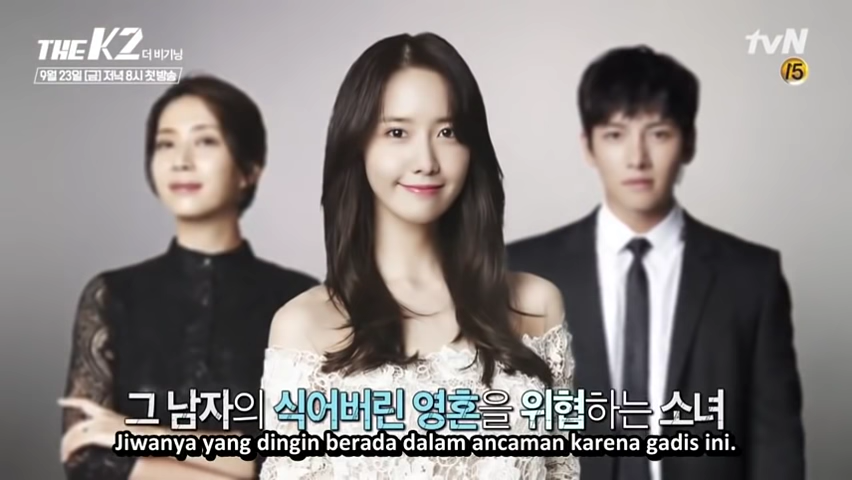 THE K2 더 비기닝
9월 23일 [금] 저녁 8시 첫방송
tvN
15
그 남자의 식어버린 영혼을 위협하는 소녀
Jiwanya yang dingin berada dalam ancaman karena gadis ini.